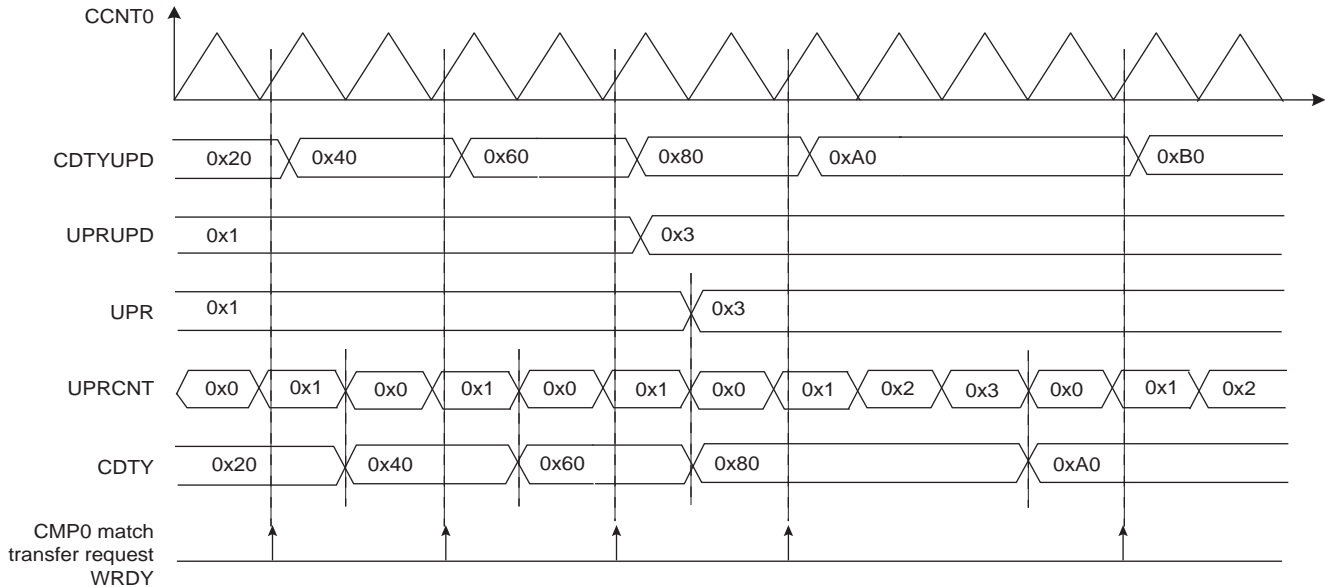 CCNT0
CDTYUPD 0x20 0x40 0x60 0x80 0xA0 0xB0
UPRUPD 0x1 0x3
UPR 0x1 0x3
UPRCNT 0x0 0x1 0x0 0x1 0x0 0x1 0x0 0x1 0x2 0x3 0x0 0x1 0x2
CDTY 0x20 0x40 0x60 0x80 0xA0
CMP0 match
transfer request
WRDY